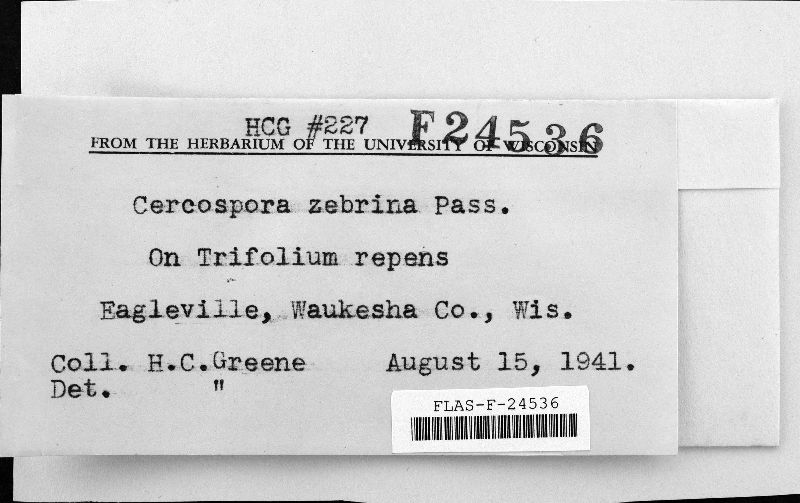 HCG #227 F24536
FROM THE HERBARIUM OF THE UNIVERSITY OF WISCONSIN
Cercospora zebrina Pass.
On Trifolium repens
Eagleville, Waukesha Co., Wis.
Coll. H.C.Greene August 15, 1941.
Det. "
FLAS-F-24536